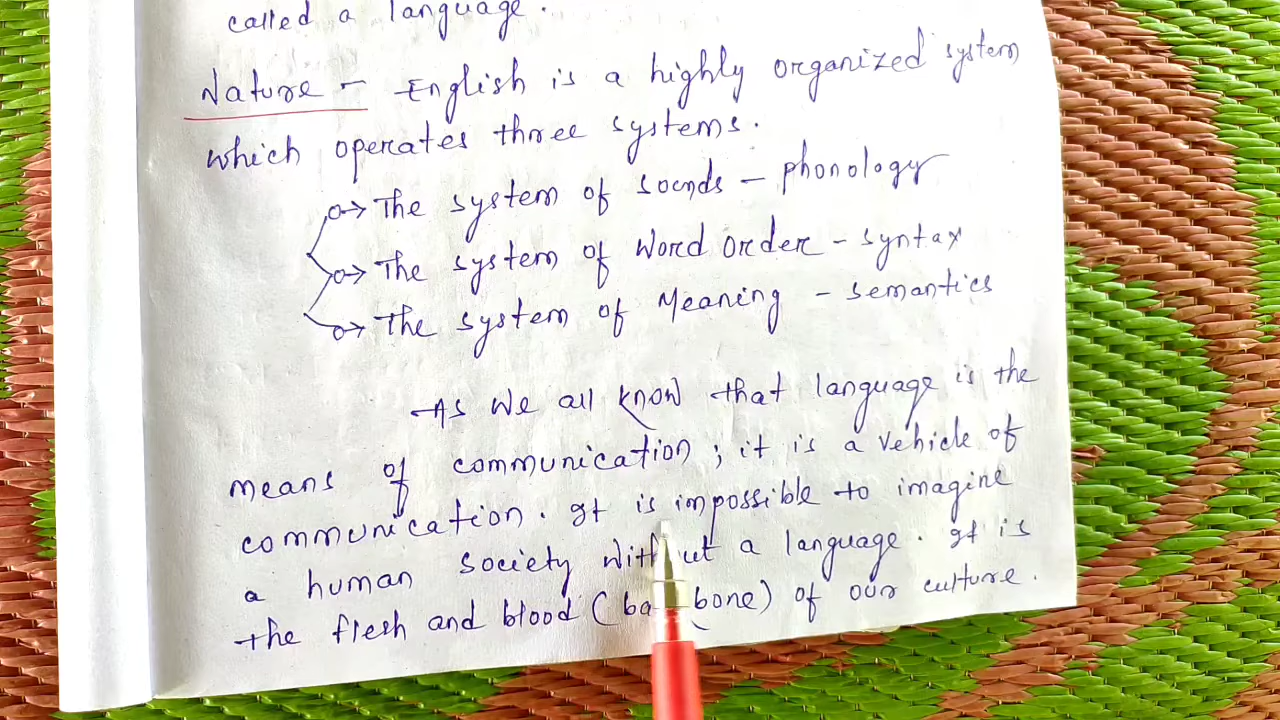 called a language.
Nature - English is a highly organized system
which operates three systems.
→ The system of sounds - phonology
→ The system of Word Order - syntax
→ The system of Meaning - semantics
As we all know that language is the
means of communication; it is a vehicle of
communication. It is impossible to imagine
a human society without a language. It is
the flesh and blood (backbone) of our culture.